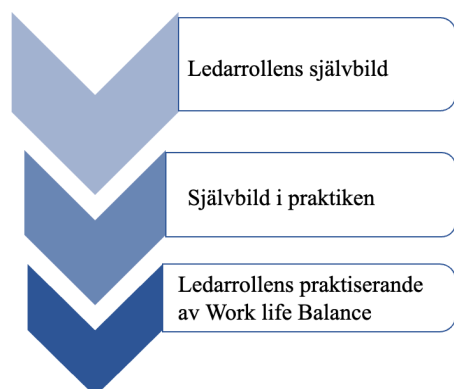 Ledarrollens självbild
Självbild i praktiken
Ledarrollens praktiserande
av Work life Balance